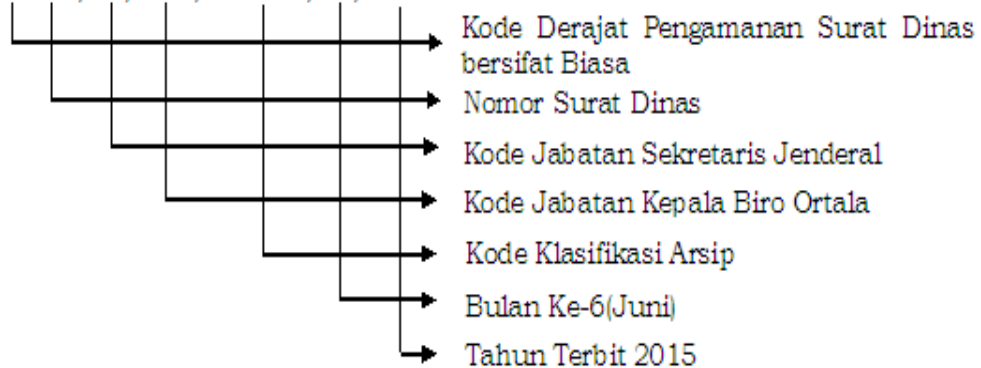 Kode Derajat Pengamanan Surat Dinas
bersifat Biasa
Nomor Surat Dinas
Kode Jabatan Sekretaris Jenderal
Kode Jabatan Kepala Biro Ortala
Kode Klasifikasi Arsip
Bulan Ke-6(Juni)
Tahun Terbit 2015